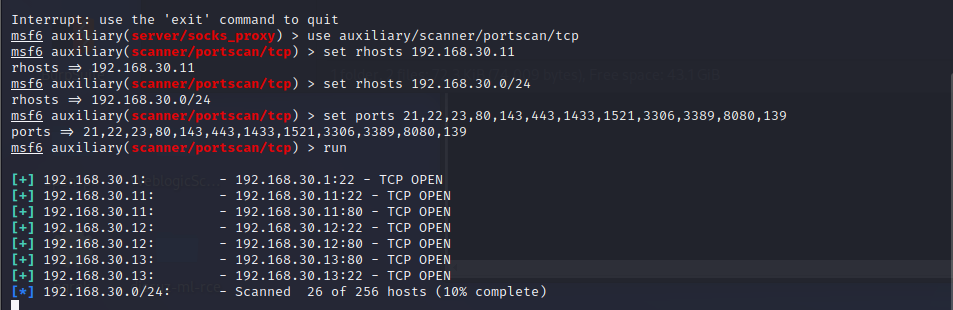 Interrupt: use the 'exit' command to quit
msf6 auxiliary(server/socks_proxy) > use auxiliary/scanner/portscan/tcp
msf6 auxiliary(scanner/portscan/tcp) > set rhosts 192.168.30.11
rhosts => 192.168.30.11
msf6 auxiliary(scanner/portscan/tcp) > set rhosts 192.168.30.0/24
rhosts => 192.168.30.0/24
msf6 auxiliary(scanner/portscan/tcp) > set ports 21,22,23,80,143,443,1433,1521,3306,3389,8080,139
ports => 21,22,23,80,143,443,1433,1521,3306,3389,8080,139
msf6 auxiliary(scanner/portscan/tcp) > run
[+] 192.168.30.1: - 192.168.30.1:22 - TCP OPEN
[+] 192.168.30.11: - 192.168.30.11:22 - TCP OPEN
[+] 192.168.30.11: - 192.168.30.11:80 - TCP OPEN
[+] 192.168.30.12: - 192.168.30.12:22 - TCP OPEN
[+] 192.168.30.12: - 192.168.30.12:80 - TCP OPEN
[+] 192.168.30.13: - 192.168.30.13:80 - TCP OPEN
[+] 192.168.30.13: - 192.168.30.13:22 - TCP OPEN
[*] 192.168.30.0/24: - Scanned 26 of 256 hosts (10% complete)